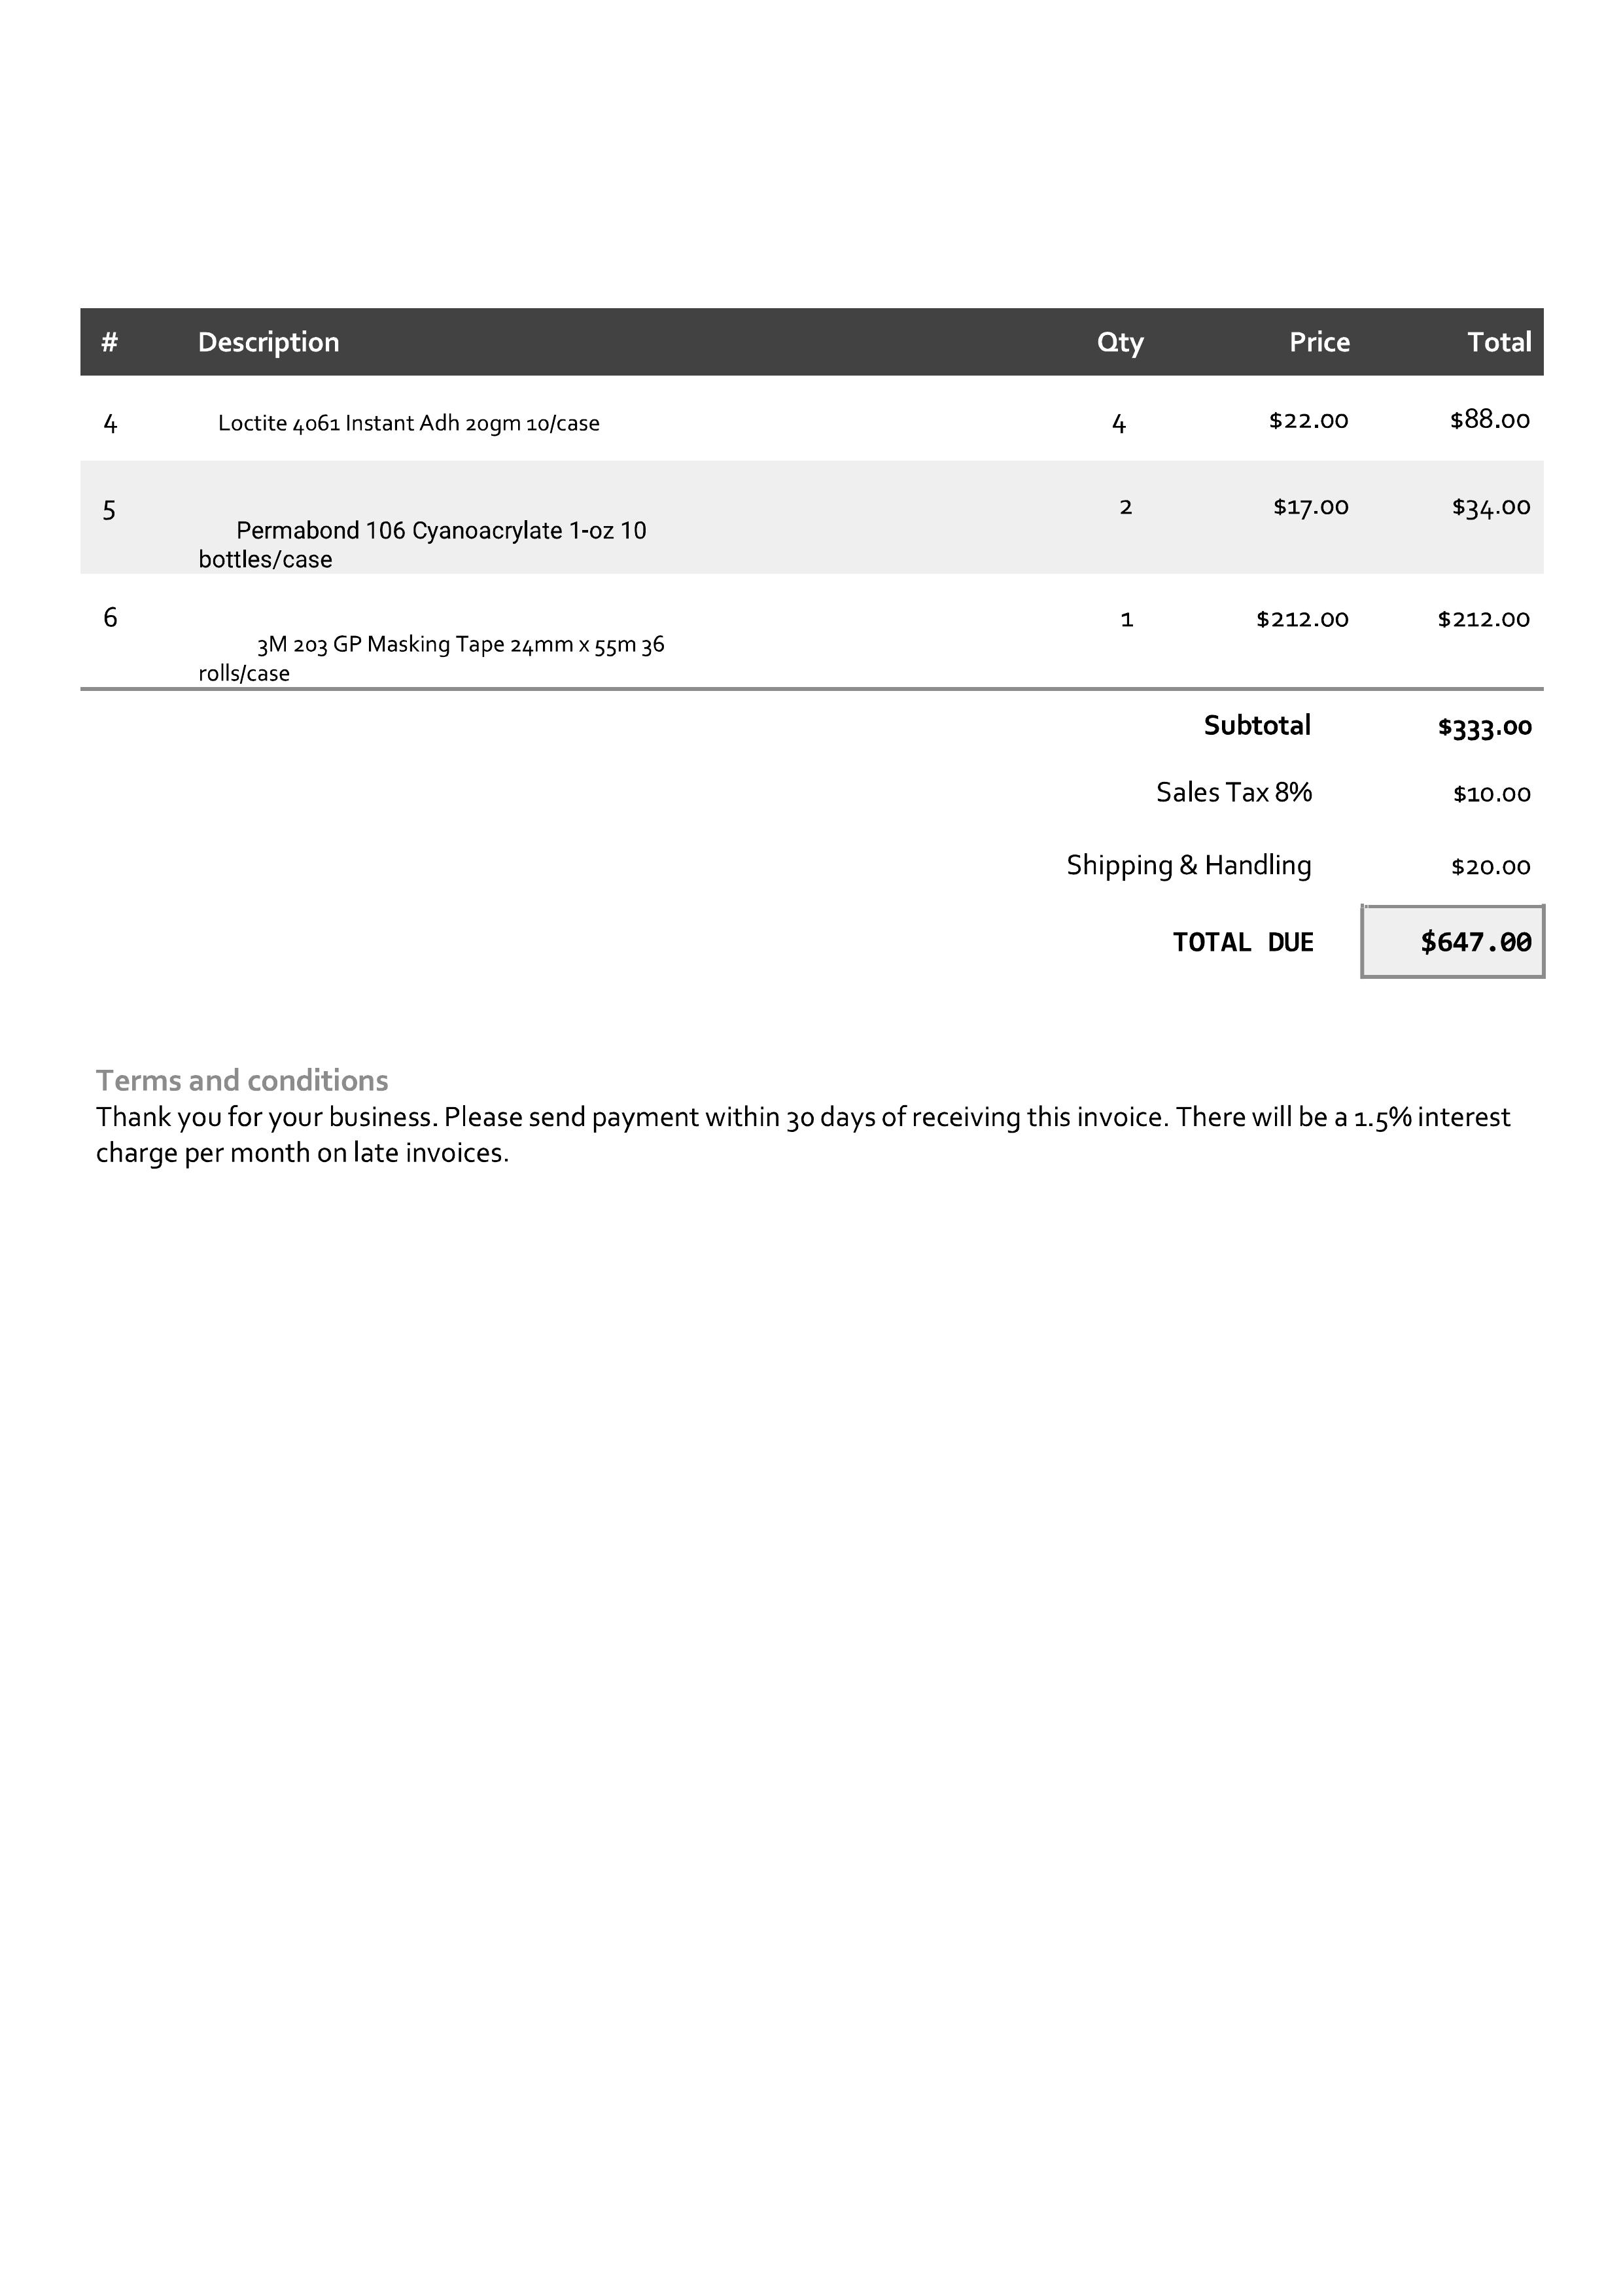 # Description Qty Price Total
4 Loctite 4061 Instant Adh 20gm 10/case 4 $22.00 $88.00
5 2 $17.00 $34.00
Permabond 106 Cyanoacrylate 1-oz 10
bottles/case
6 1 $212.00 $212.00
3M 203 GP Masking Tape 24mm x 55m 36
rolls/case
Subtotal $333.00
Sales Tax 8% $10.00
Shipping & Handling $20.00
TOTAL DUE $647.00
Terms and conditions
Thank you for your business. Please send payment within 30 days of receiving this invoice. There will be a 1.5% interest
charge per month on late invoices.